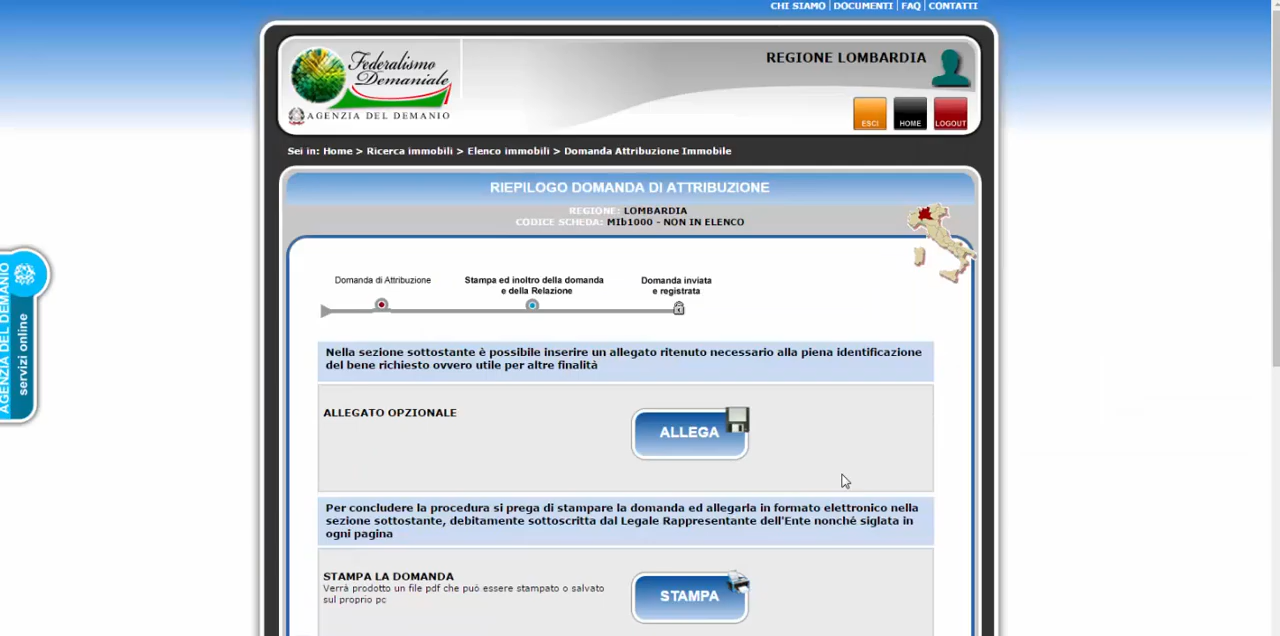 CHI SIAMO | DOCUMENTI | FAQ | CONTATTI
Federalismo
Demaniale
AGENZIA DEL DEMANIO
REGIONE LOMBARDIA
ESCI HOME LOGOUT
Sei in: Home > Ricerca immobili > Elenco immobili > Domanda Attribuzione Immobile
RIEPILOGO DOMANDA DI ATTRIBUZIONE
REGIONE: LOMBARDIA
CODICE SCHEDA: MIb1000 - NON IN ELENCO
AGENZIA DEL DEMANIO
servizi online
Domanda di Attribuzione
Stampa ed inoltro della domanda
e della Relazione
Domanda inviata
e registrata
Nella sezione sottostante è possibile inserire un allegato ritenuto necessario alla piena identificazione
del bene richiesto ovvero utile per altre finalità
ALLEGATO OPZIONALE
ALLEGA
Per concludere la procedura si prega di stampare la domanda ed allegarla in formato elettronico nella
sezione sottostante, debitamente sottoscritta dal Legale Rappresentante dell'Ente nonché siglata in
ogni pagina
STAMPA LA DOMANDA
Verrà prodotto un file pdf che può essere stampato o salvato
sul proprio pc
STAMPA